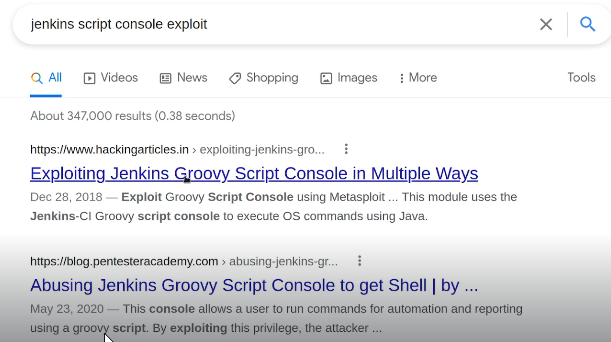 jenkins script console exploit
All Videos News Shopping Images More Tools
About 347,000 results (0.38 seconds)
https://www.hackingarticles.in › exploiting-jenkins-gro...
Exploiting Jenkins Groovy Script Console in Multiple Ways
Dec 28, 2018 — Exploit Groovy Script Console using Metasploit ... This module uses the
Jenkins-CI Groovy script console to execute OS commands using Java.
https://blog.pentesteracademy.com › abusing-jenkins-gr...
Abusing Jenkins Groovy Script Console to get Shell | by ...
May 23, 2020 — This console allows a user to run commands for automation and reporting
using a groovy script. By exploiting this privilege, the attacker ...